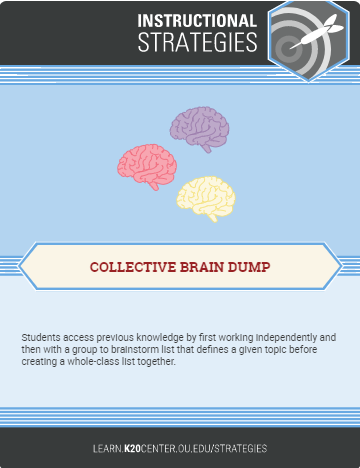 INSTRUCTIONAL
STRATEGIES
COLLECTIVE BRAIN DUMP
Students access previous knowledge by first working independently and
then with a group to brainstorm list that defines a given topic before
creating a whole-class list together.
LEARN.K20CENTER.OU.EDU/STRATEGIES